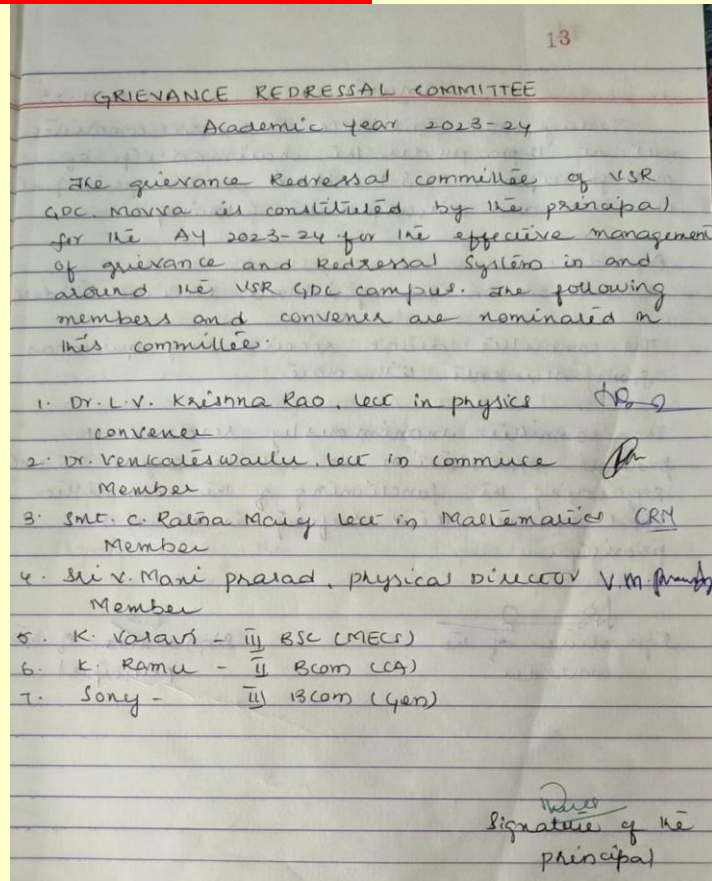 13
GRIEVANCE REDRESSAL COMMITTEE
Academic year 2023-24
The grievance Redressal committee of VSR
GDC, Movva is constituted by the principal
for the AY 2023-24 for the effective management
of grievance and Redressal System in and
around the VSR GDC campus. The following
members and convener are nominated in
this committee.
1. Dr. L.V. Krishna Rao, lect in physics
convener
2. Dr. Venkateswarlu, lect in commerce
Member
3. Smt. C. Ratna Mary lect in Mathematics CRM
Member
4. Sri V. Mani prasad, physical Director V.M.
Member
5. K. Vasavi - III BSC (MECS)
6. K. RAMU - II Bcom (CA)
7. Sony - II BCom (Gen)
Signature of the
principal